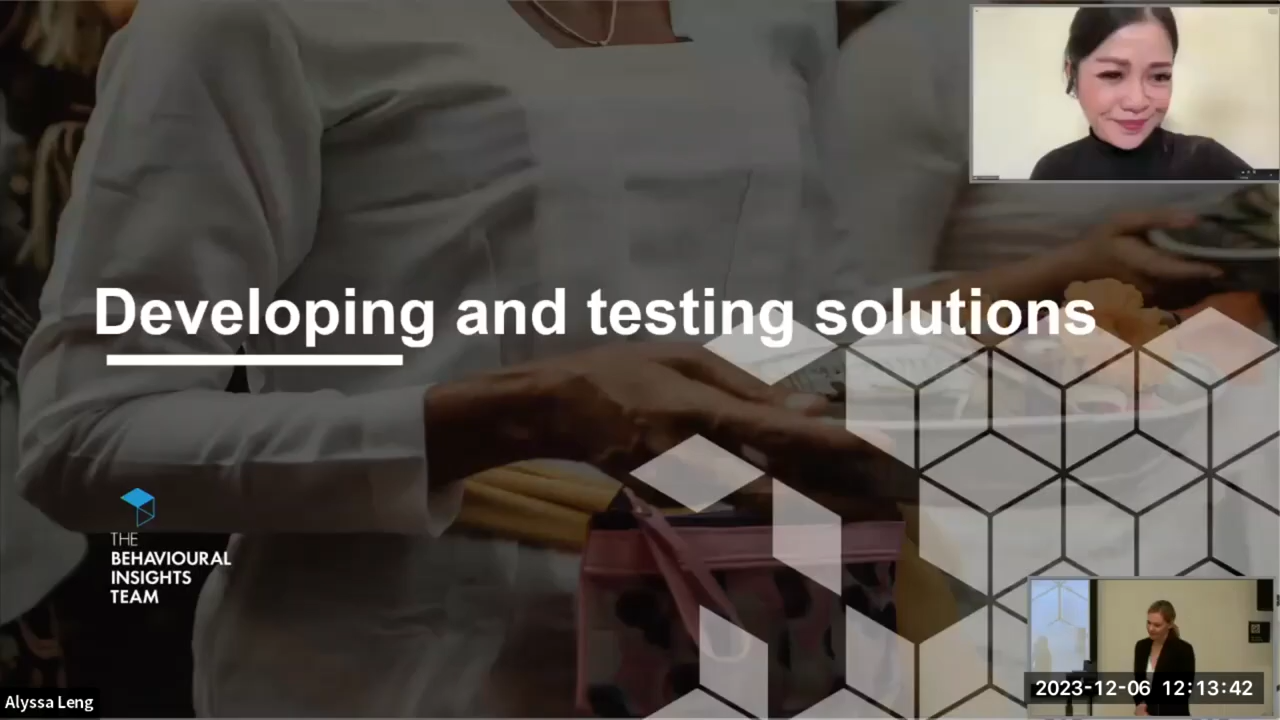 Developing and testing solutions
THE
BEHAVIOURAL
INSIGHTS
TEAM
Alyssa Leng
2023-12-06 12:13:42